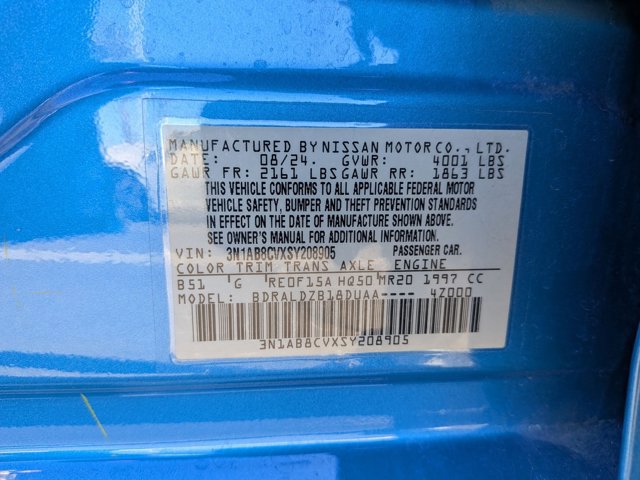 MANUFACTURED BY NISSAN MOTOR CO., LTD.
DATE: 08/24. GVWR: 4001 LBS
GAWR FR: 2161 LBS GAWR RR: 1863 LBS
THIS VEHICLE CONFORMS TO ALL APPLICABLE FEDERAL MOTOR
VEHICLE SAFETY, BUMPER AND THEFT PREVENTION STANDARDS
IN EFFECT ON THE DATE OF MANUFACTURE SHOWN ABOVE.
SEE OWNER'S MANUAL FOR ADDITIONAL INFORMATION.
VIN: 3N1AB8CVXSY208905 PASSENGER CAR.
COLOR TRIM TRANS AXLE ENGINE
B51 G RE0F15A HQ50 MR20 1997 CC
MODEL: BDRALDZB18DUAA---- 4Z000
3N1AB8CVXSY208905